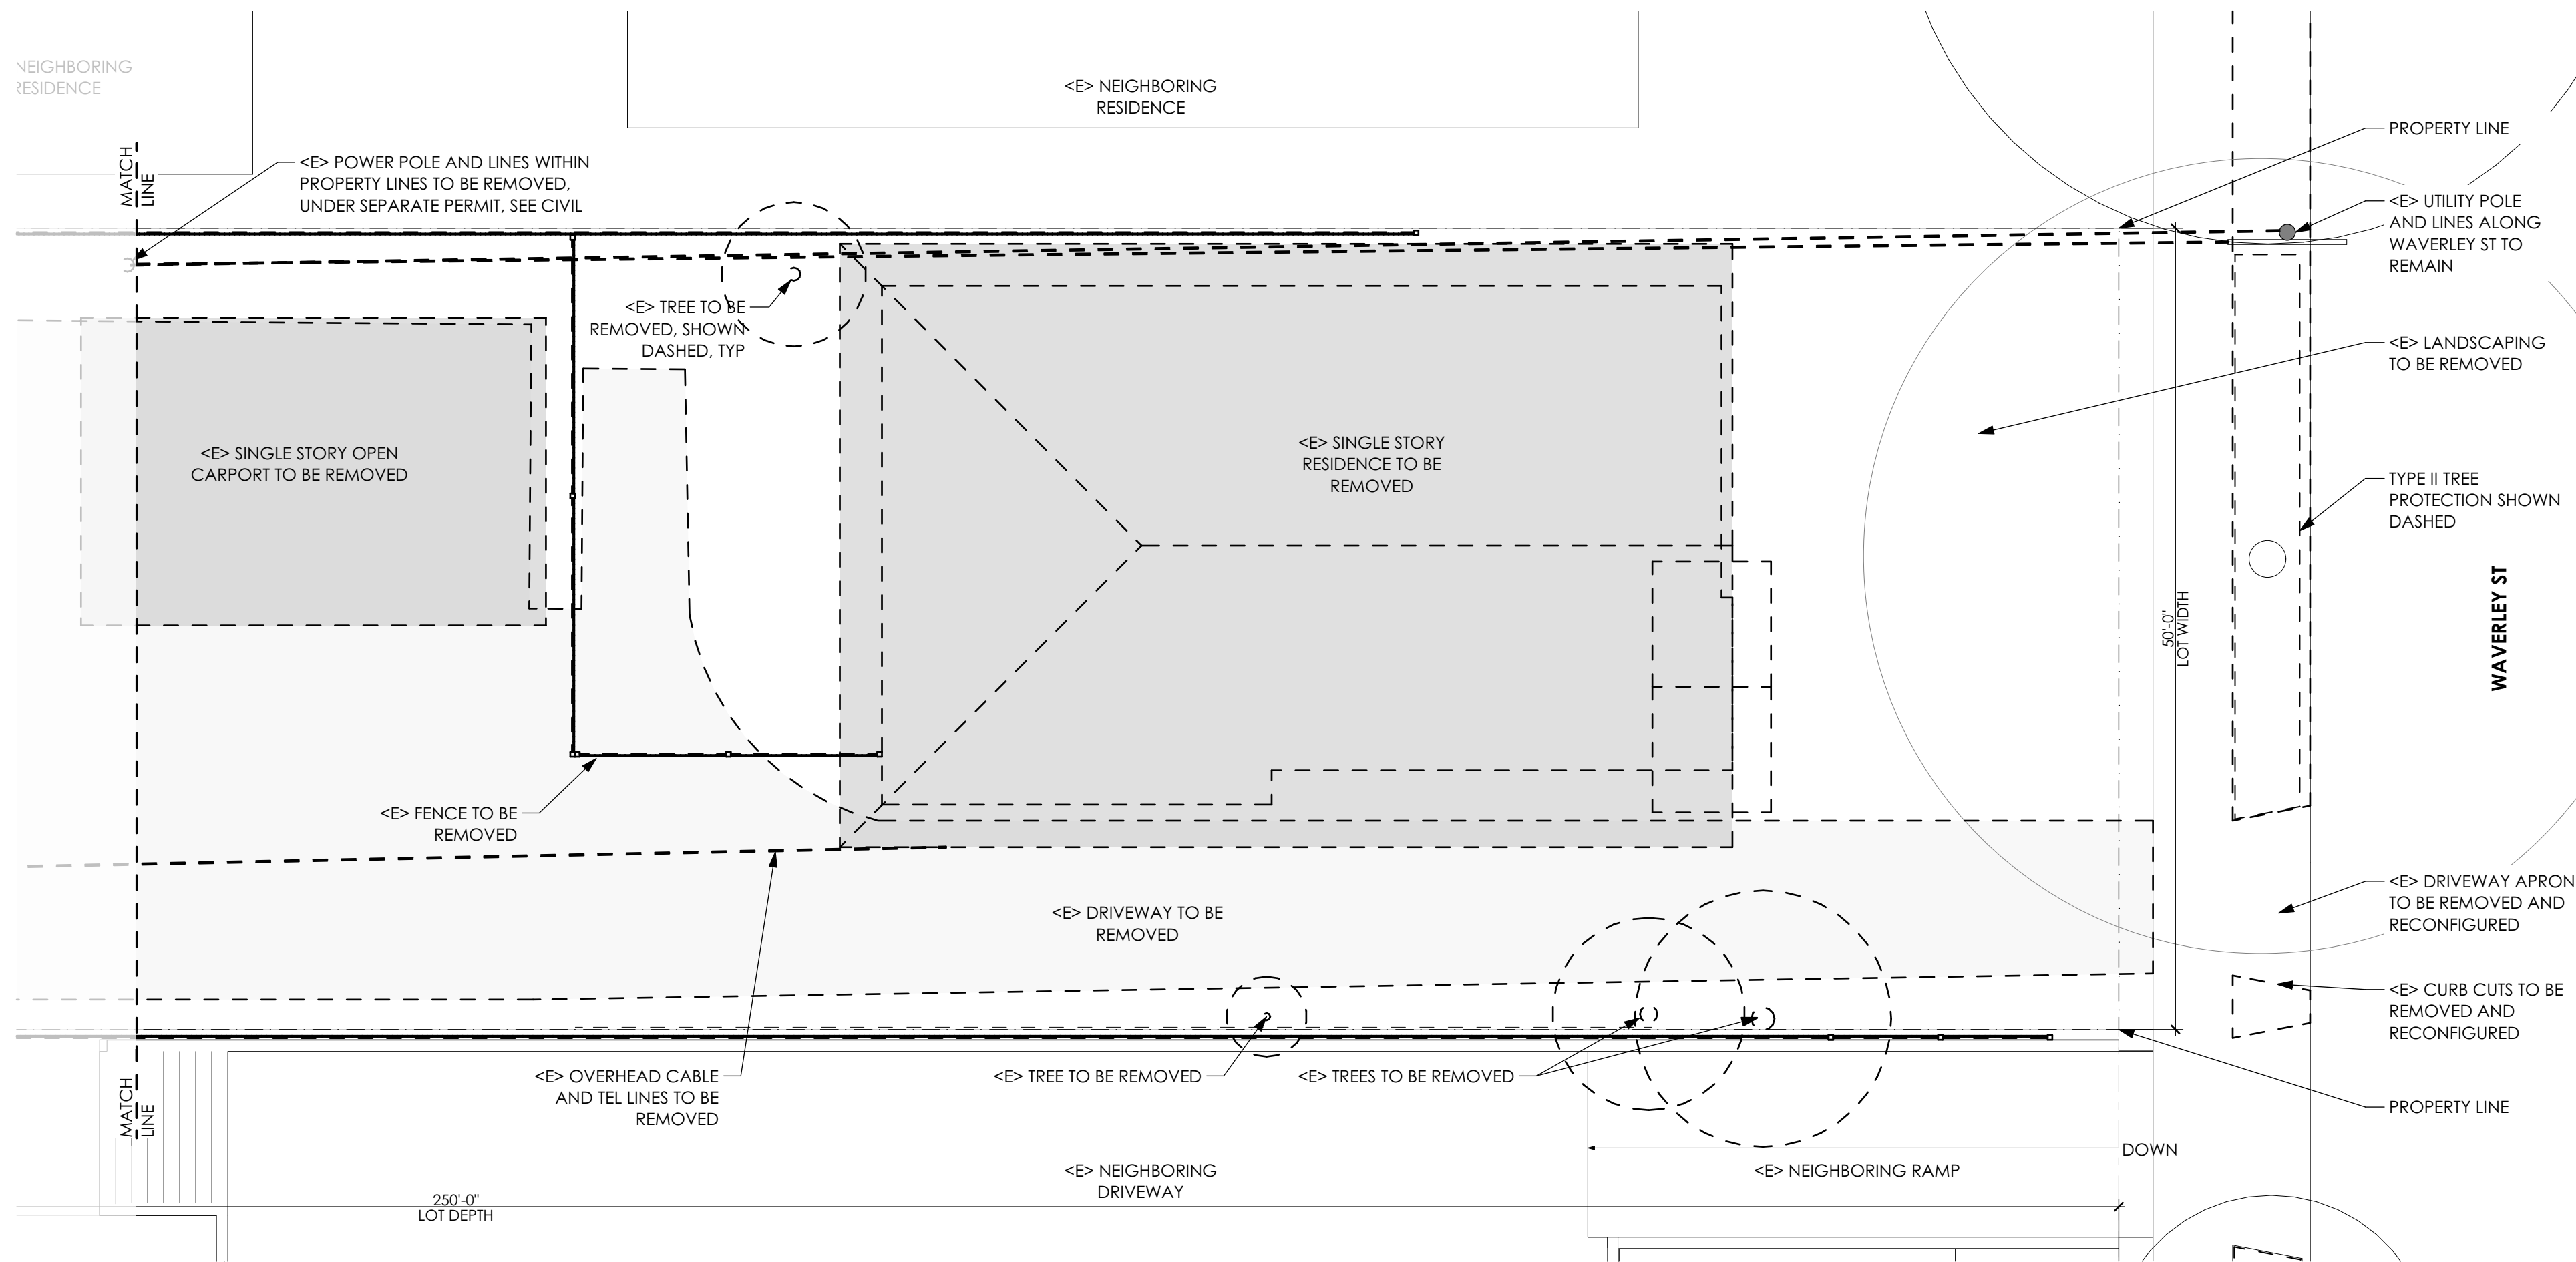 NEIGHBORING
RESIDENCE
<E> NEIGHBORING
RESIDENCE
MATCH
LINE
<E> POWER POLE AND LINES WITHIN
PROPERTY LINES TO BE REMOVED,
UNDER SEPARATE PERMIT, SEE CIVIL
<E> TREE TO BE
REMOVED, SHOWN
DASHED, TYP
<E> SINGLE STORY OPEN
CARPORT TO BE REMOVED
<E> SINGLE STORY
RESIDENCE TO BE
REMOVED
PROPERTY LINE
<E> UTILITY POLE
AND LINES ALONG
WAVERLEY ST TO
REMAIN
<E> LANDSCAPING
TO BE REMOVED
TYPE II TREE
PROTECTION SHOWN
DASHED
50'-0"
LOT WIDTH
WAVERLEY ST
<E> FENCE TO BE
REMOVED
<E> DRIVEWAY TO BE
REMOVED
<E> DRIVEWAY APRON
TO BE REMOVED AND
RECONFIGURED
<E> CURB CUTS TO BE
REMOVED AND
RECONFIGURED
MATCH
LINE
<E> OVERHEAD CABLE
AND TEL LINES TO BE
REMOVED
<E> TREE TO BE REMOVED
<E> TREES TO BE REMOVED
PROPERTY LINE
DOWN
<E> NEIGHBORING
DRIVEWAY
<E> NEIGHBORING RAMP
250'-0"
LOT DEPTH